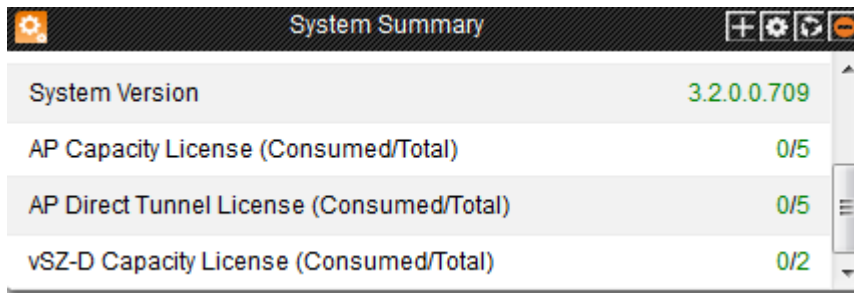 System Summary
System Version 3.2.0.0.709
AP Capacity License (Consumed/Total) 0/5
AP Direct Tunnel License (Consumed/Total) 0/5
vSZ-D Capacity License (Consumed/Total) 0/2